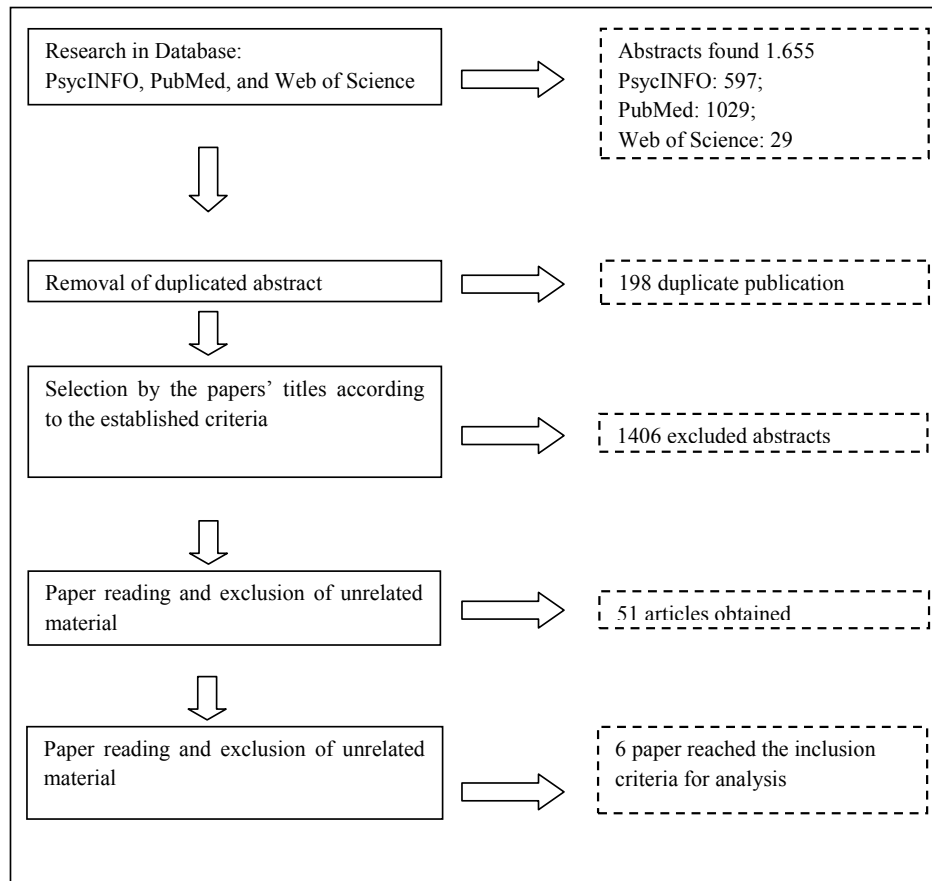 Research in Database:
PsycINFO, PubMed, and Web of Science
Abstracts found 1.655
PsycINFO: 597;
PubMed: 1029;
Web of Science: 29
Removal of duplicated abstract
198 duplicate publication
Selection by the papers’ titles according
to the established criteria
1406 excluded abstracts
Paper reading and exclusion of unrelated
material
51 articles obtained
Paper reading and exclusion of unrelated
material
6 paper reached the inclusion
criteria for analysis